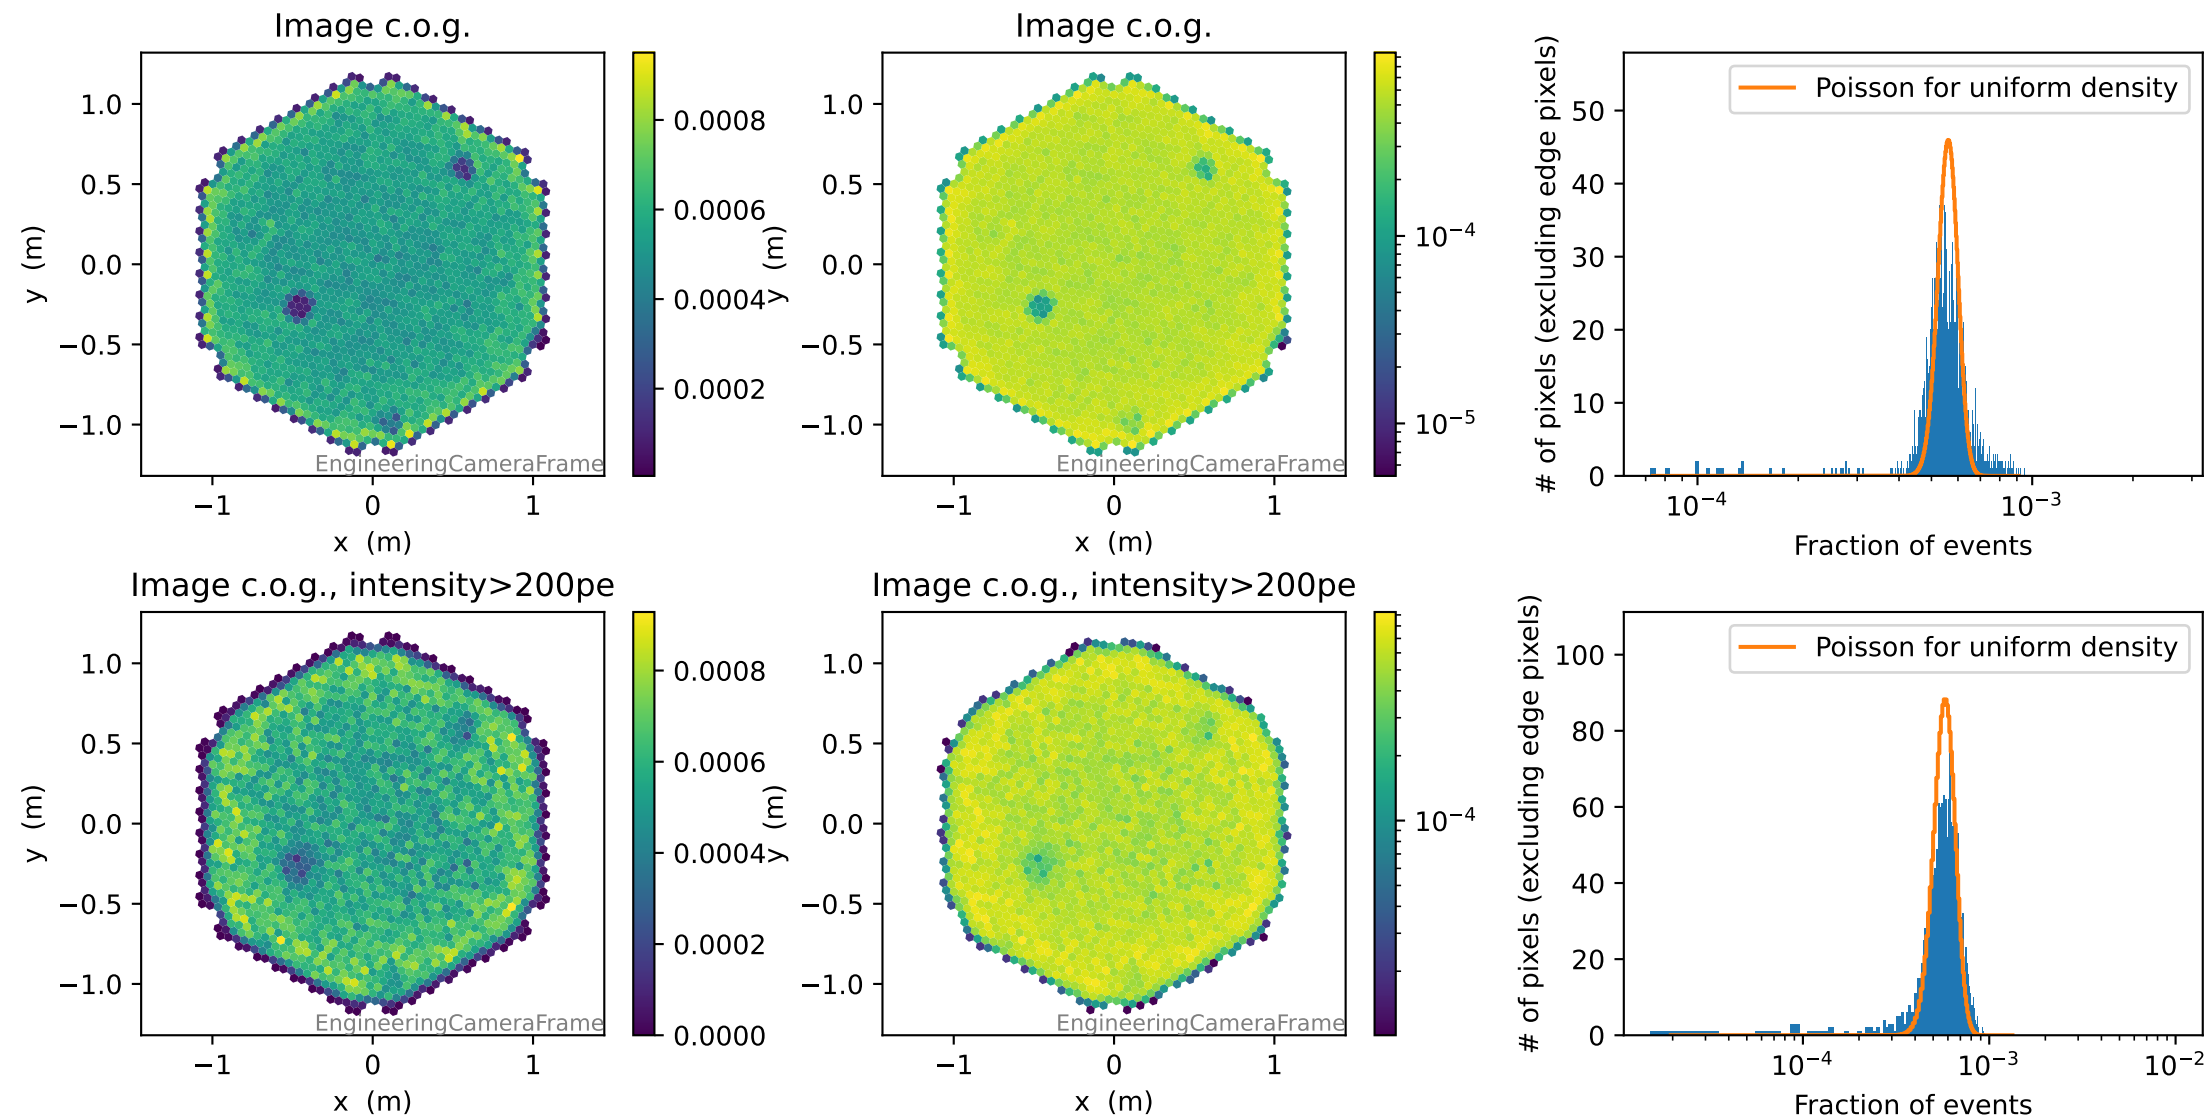 Image c.o.g.
1.0
0.5
0.0
−0.5
−1.0
y (m)
−1
0
1
x (m)
EngineeringCameraFrame
0.0008
0.0006
0.0004
0.0002
Image c.o.g.
1.0
0.5
0.0
−0.5
−1.0
y (m)
−1
0
1
x (m)
EngineeringCameraFrame
10⁻⁴
10⁻⁵
# of pixels (excluding edge pixels)
50
40
30
20
10
0
Poisson for uniform density
10⁻⁴
10⁻³
Fraction of events
Image c.o.g., intensity>200pe
1.0
0.5
0.0
−0.5
−1.0
y (m)
−1
0
1
x (m)
EngineeringCameraFrame
0.0008
0.0006
0.0004
0.0002
0.0000
Image c.o.g., intensity>200pe
1.0
0.5
0.0
−0.5
−1.0
y (m)
−1
0
1
x (m)
EngineeringCameraFrame
10⁻⁴
# of pixels (excluding edge pixels)
100
80
60
40
20
0
Poisson for uniform density
10⁻⁴
10⁻³
10⁻²
Fraction of events